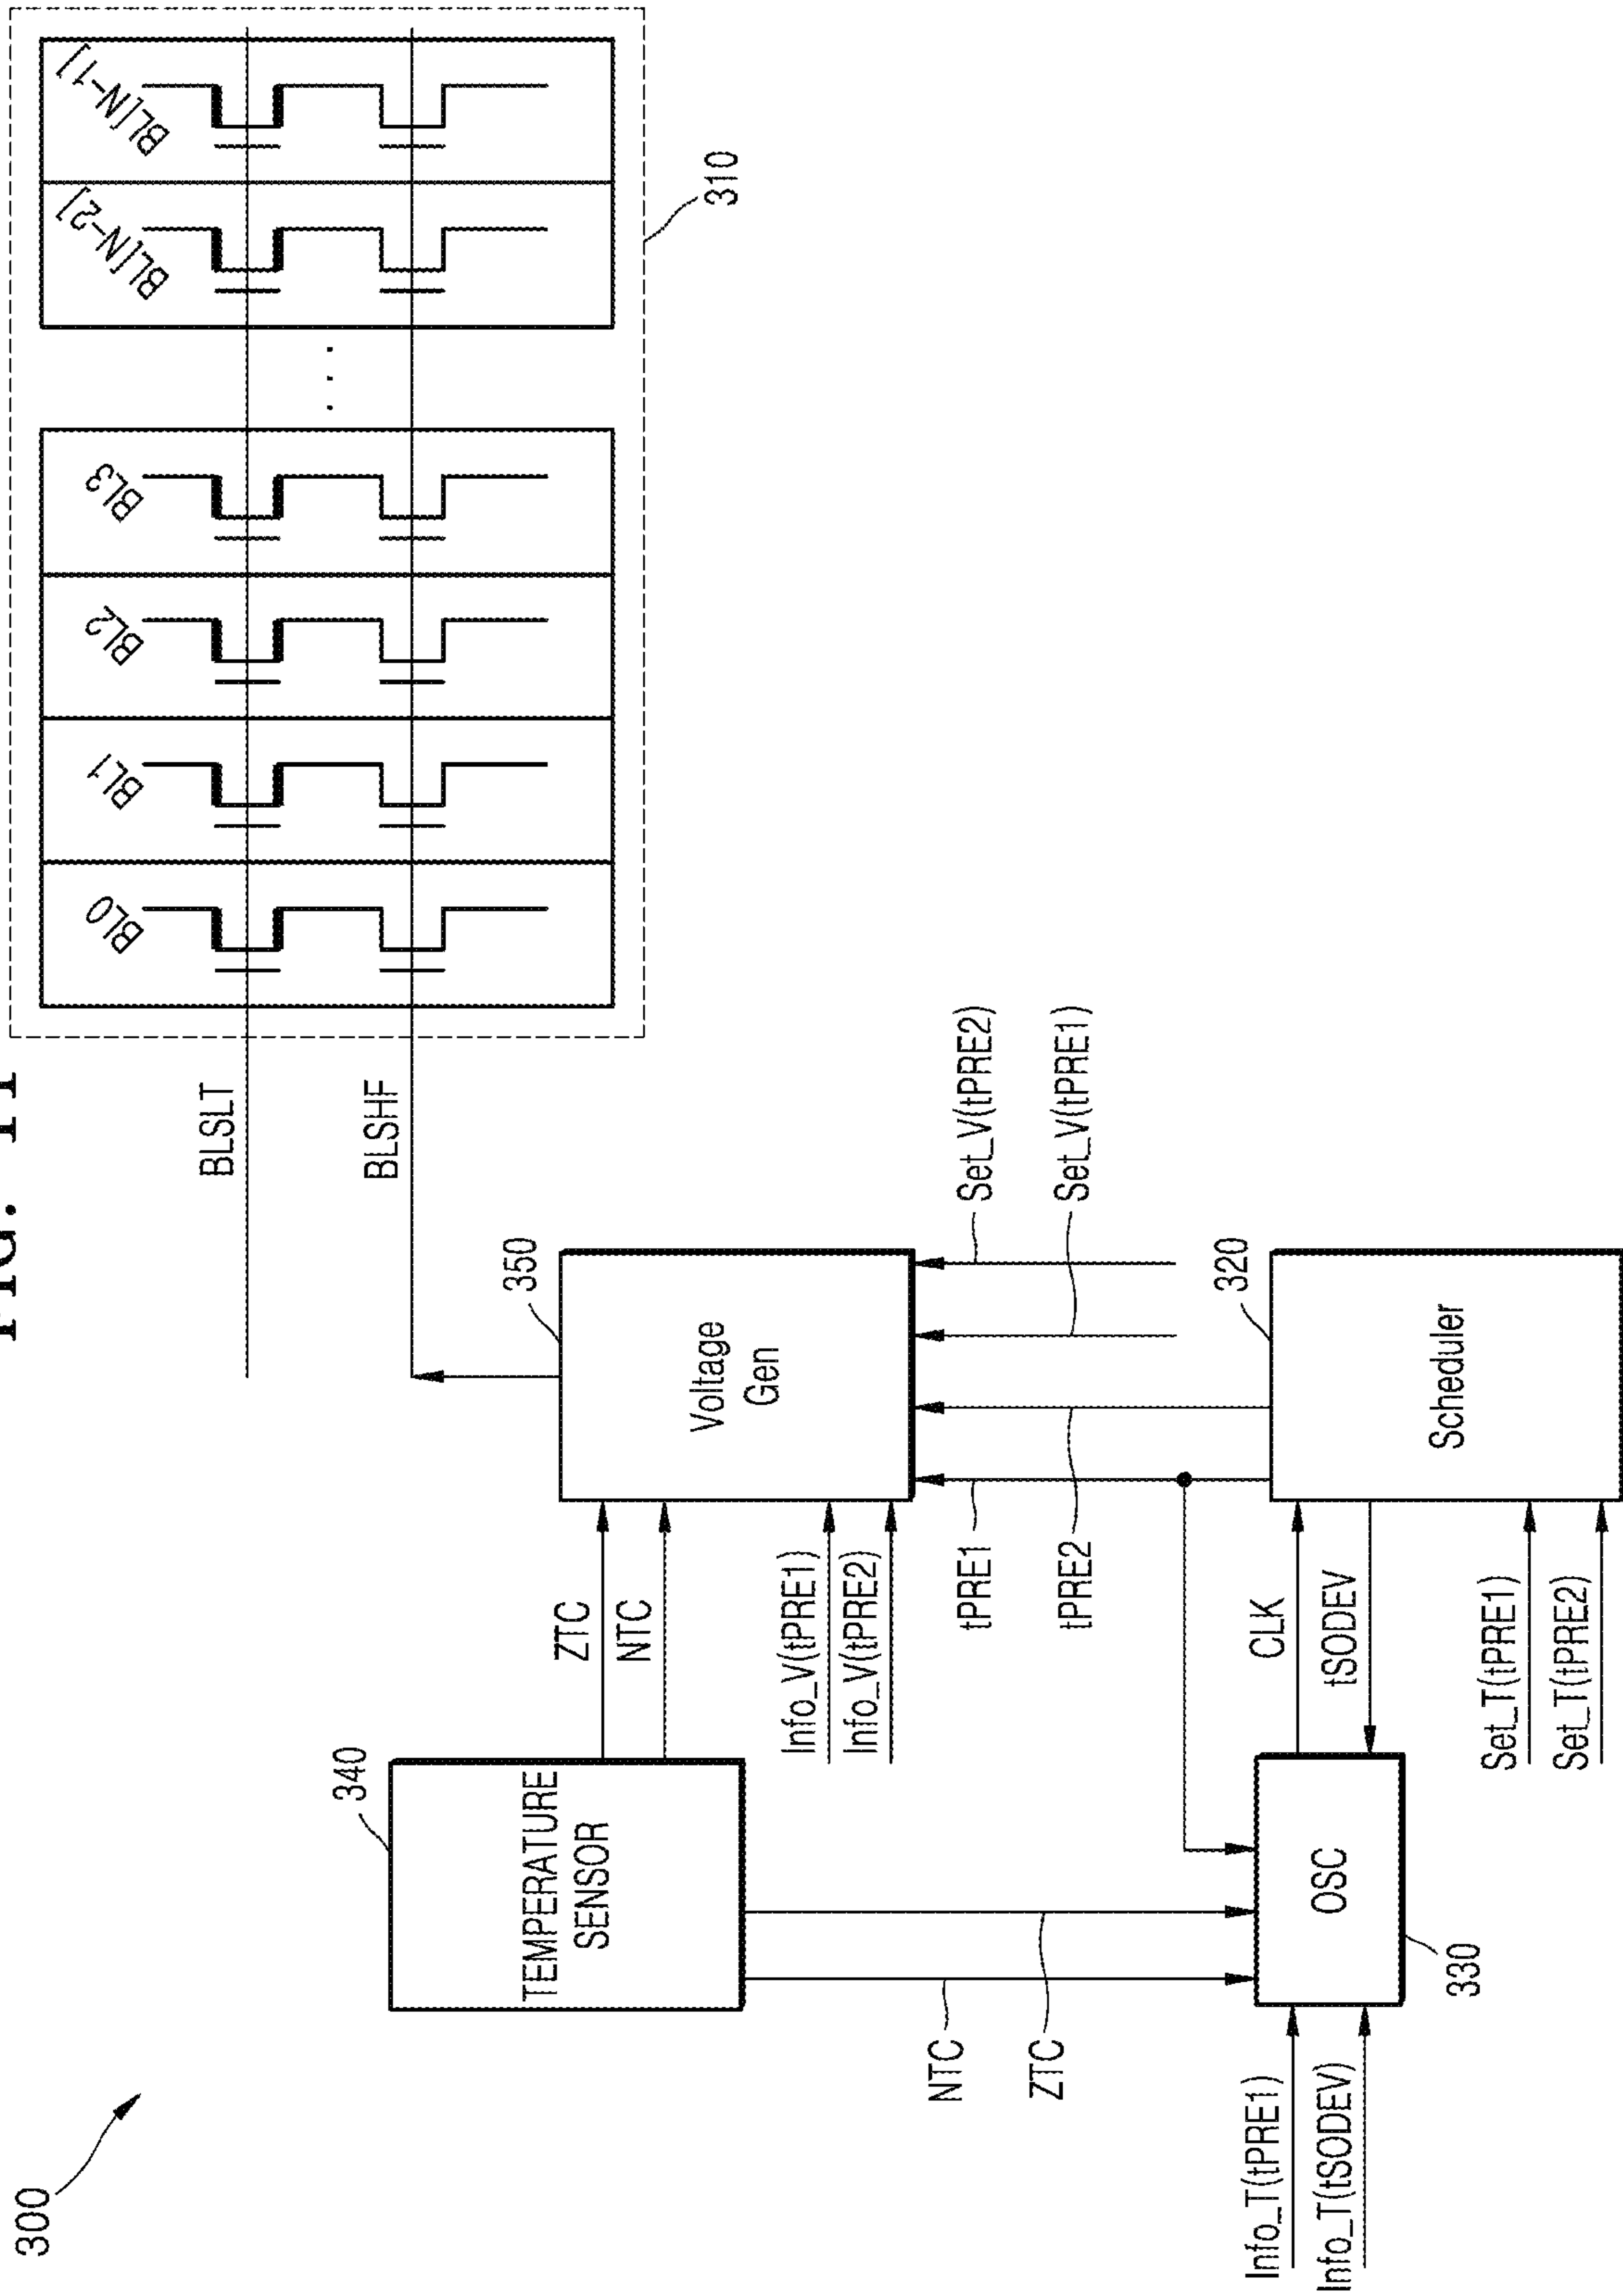 FIG. 11
300
310
BL0
BL1
BL2
BL3
. . .
BL[N-2]
BL[N-1]
BLSLT
BLSHF
340
TEMPERATURE
SENSOR
ZTC
NTC
350
Voltage
Gen
Info_V(tPRE1)
Info_V(tPRE2)
NTC
ZTC
tPRE1
tPRE2
Set_V(tPRE2)
Set_V(tPRE1)
Info_T(tPRE1)
Info_T(tSODEV)
OSC
330
CLK
tSODEV
320
Scheduler
Set_T(tPRE1)
Set_T(tPRE2)